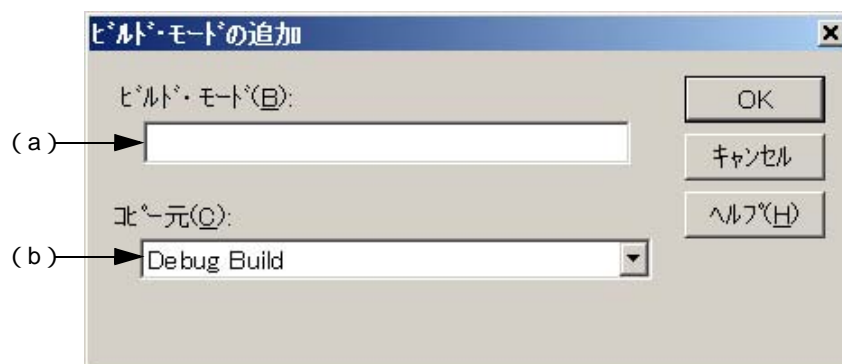 ﾋﾞﾙﾄﾞ･ﾓｰﾄﾞの追加
ﾋﾞﾙﾄﾞ･ﾓｰﾄﾞ(B):
OK
(a)
ｷｬﾝｾﾙ
ｺﾋﾟｰ元(C):
ﾍﾙﾌﾟ(H)
(b)
Debug Build